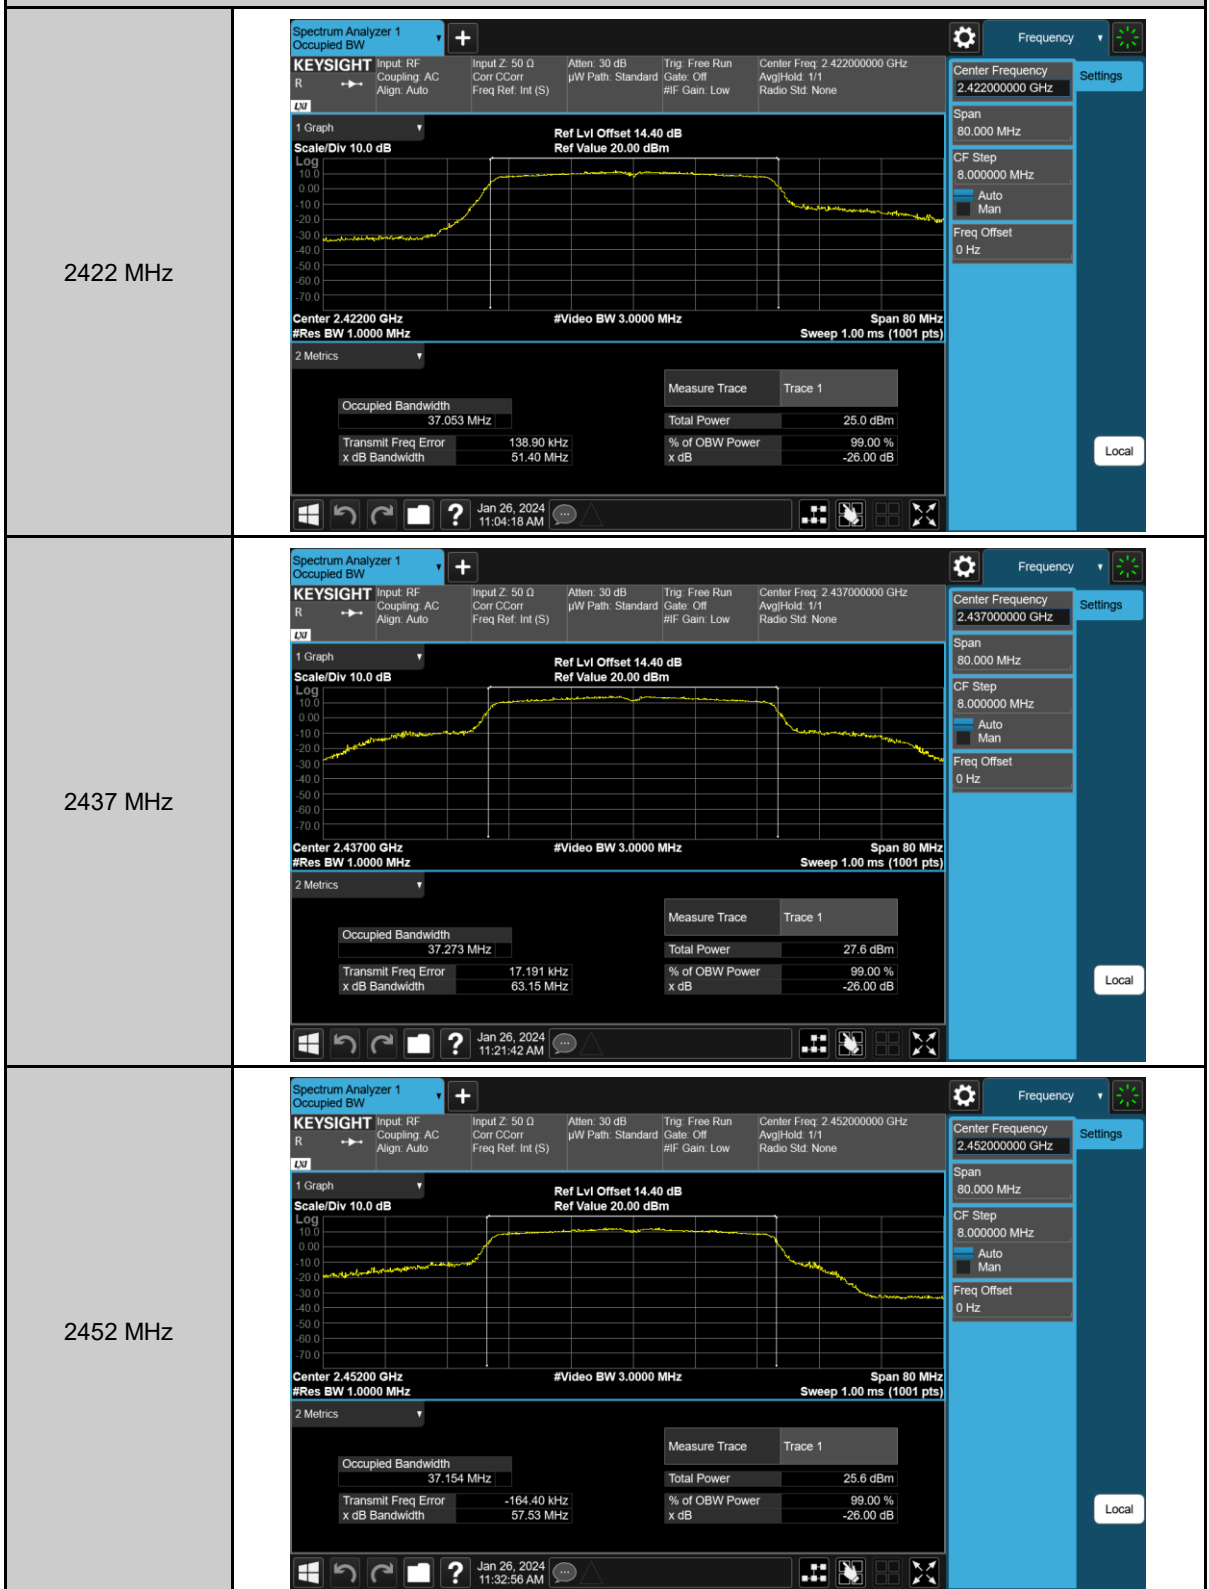 2422 MHz
Spectrum Analyzer 1
Occupied BW
Frequency
KEYSIGHT
R
LXI
Input: RF
Coupling: AC
Align: Auto
Input Z: 50 Ω
Corr CCorr
Freq Ref: Int (S)
Atten: 30 dB
µW Path: Standard
Trig: Free Run
Gate: Off
#IF Gain: Low
Center Freq: 2.422000000 GHz
Avg|Hold: 1/1
Radio Std: None
Center Frequency
2.422000000 GHz
Settings
Span
80.000 MHz
CF Step
8.000000 MHz
Auto
Man
Freq Offset
0 Hz
Local
1 Graph
Scale/Div 10.0 dB
Ref Lvl Offset 14.40 dB
Ref Value 20.00 dBm
Log
10.0
0.00
-10.0
-20.0
-30.0
-40.0
-50.0
-60.0
-70.0
Center 2.42200 GHz
#Video BW 3.0000 MHz
Span 80 MHz
#Res BW 1.0000 MHz
Sweep 1.00 ms (1001 pts)
2 Metrics
Measure Trace Trace 1
Occupied Bandwidth
37.053 MHz
Total Power 25.0 dBm
Transmit Freq Error 138.90 kHz
% of OBW Power 99.00 %
x dB Bandwidth 51.40 MHz
x dB -26.00 dB
?
Jan 26, 2024
11:04:18 AM
2437 MHz
Spectrum Analyzer 1
Occupied BW
Frequency
KEYSIGHT
R
LXI
Input: RF
Coupling: AC
Align: Auto
Input Z: 50 Ω
Corr CCorr
Freq Ref: Int (S)
Atten: 30 dB
µW Path: Standard
Trig: Free Run
Gate: Off
#IF Gain: Low
Center Freq: 2.437000000 GHz
Avg|Hold: 1/1
Radio Std: None
Center Frequency
2.437000000 GHz
Settings
Span
80.000 MHz
CF Step
8.000000 MHz
Auto
Man
Freq Offset
0 Hz
Local
1 Graph
Scale/Div 10.0 dB
Ref Lvl Offset 14.40 dB
Ref Value 20.00 dBm
Log
10.0
0.00
-10.0
-20.0
-30.0
-40.0
-50.0
-60.0
-70.0
Center 2.43700 GHz
#Video BW 3.0000 MHz
Span 80 MHz
#Res BW 1.0000 MHz
Sweep 1.00 ms (1001 pts)
2 Metrics
Measure Trace Trace 1
Occupied Bandwidth
37.273 MHz
Total Power 27.6 dBm
Transmit Freq Error 17.191 kHz
% of OBW Power 99.00 %
x dB Bandwidth 63.15 MHz
x dB -26.00 dB
?
Jan 26, 2024
11:21:42 AM
2452 MHz
Spectrum Analyzer 1
Occupied BW
Frequency
KEYSIGHT
R
LXI
Input: RF
Coupling: AC
Align: Auto
Input Z: 50 Ω
Corr CCorr
Freq Ref: Int (S)
Atten: 30 dB
µW Path: Standard
Trig: Free Run
Gate: Off
#IF Gain: Low
Center Freq: 2.452000000 GHz
Avg|Hold: 1/1
Radio Std: None
Center Frequency
2.452000000 GHz
Settings
Span
80.000 MHz
CF Step
8.000000 MHz
Auto
Man
Freq Offset
0 Hz
Local
1 Graph
Scale/Div 10.0 dB
Ref Lvl Offset 14.40 dB
Ref Value 20.00 dBm
Log
10.0
0.00
-10.0
-20.0
-30.0
-40.0
-50.0
-60.0
-70.0
Center 2.45200 GHz
#Video BW 3.0000 MHz
Span 80 MHz
#Res BW 1.0000 MHz
Sweep 1.00 ms (1001 pts)
2 Metrics
Measure Trace Trace 1
Occupied Bandwidth
37.154 MHz
Total Power 25.6 dBm
Transmit Freq Error -164.40 kHz
% of OBW Power 99.00 %
x dB Bandwidth 57.53 MHz
x dB -26.00 dB
?
Jan 26, 2024
11:32:56 AM